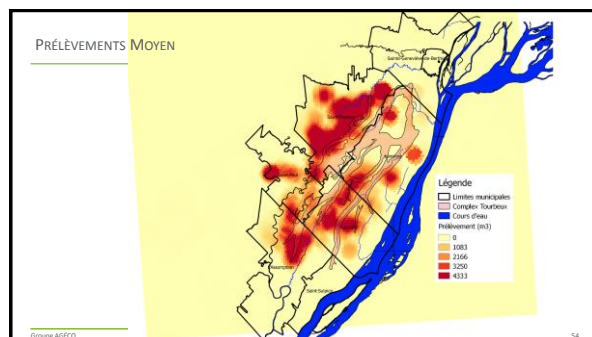 PRÉLÈVEMENTS MOYEN
Légende
Limites municipales
Complex Tourbeux
Cours d'eau
Prélèvement (m3)
0
1083
2166
3250
4333
Groupe AGÉCO
54